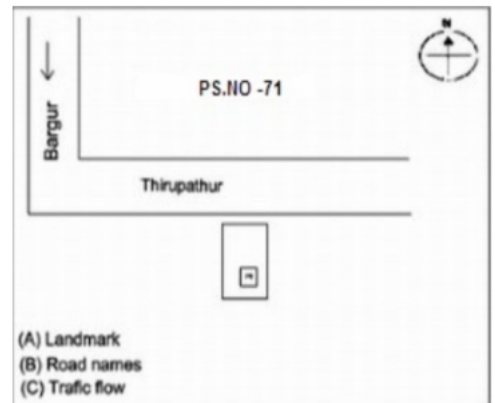 N
PS.NO -71
Bargur
Thirupathur
(A) Landmark
(B) Road names
(C) Trafic flow